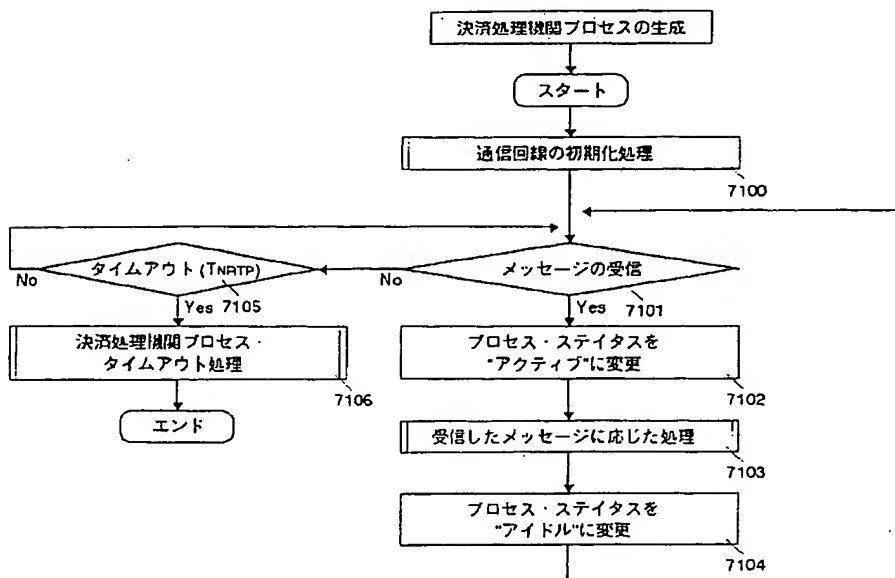 決済処理機関プロセスの生成
スタート
通信回線の初期化処理
7100
タイムアウト (TNRTP)
メッセージの受信
No
No
7105
7101
Yes
Yes
決済処理機関プロセス・
タイムアウト処理
プロセス・ステイタスを
"アクティブ"に変更
7106
7102
エンド
受信したメッセージに応じた処理
7103
プロセス・ステイタスを
"アイドル"に変更
7104